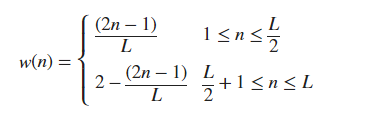 w(n) = { (2n – 1) / L    1 ≤ n ≤ L/2
2 – (2n – 1) / L    L/2 + 1 ≤ n ≤ L